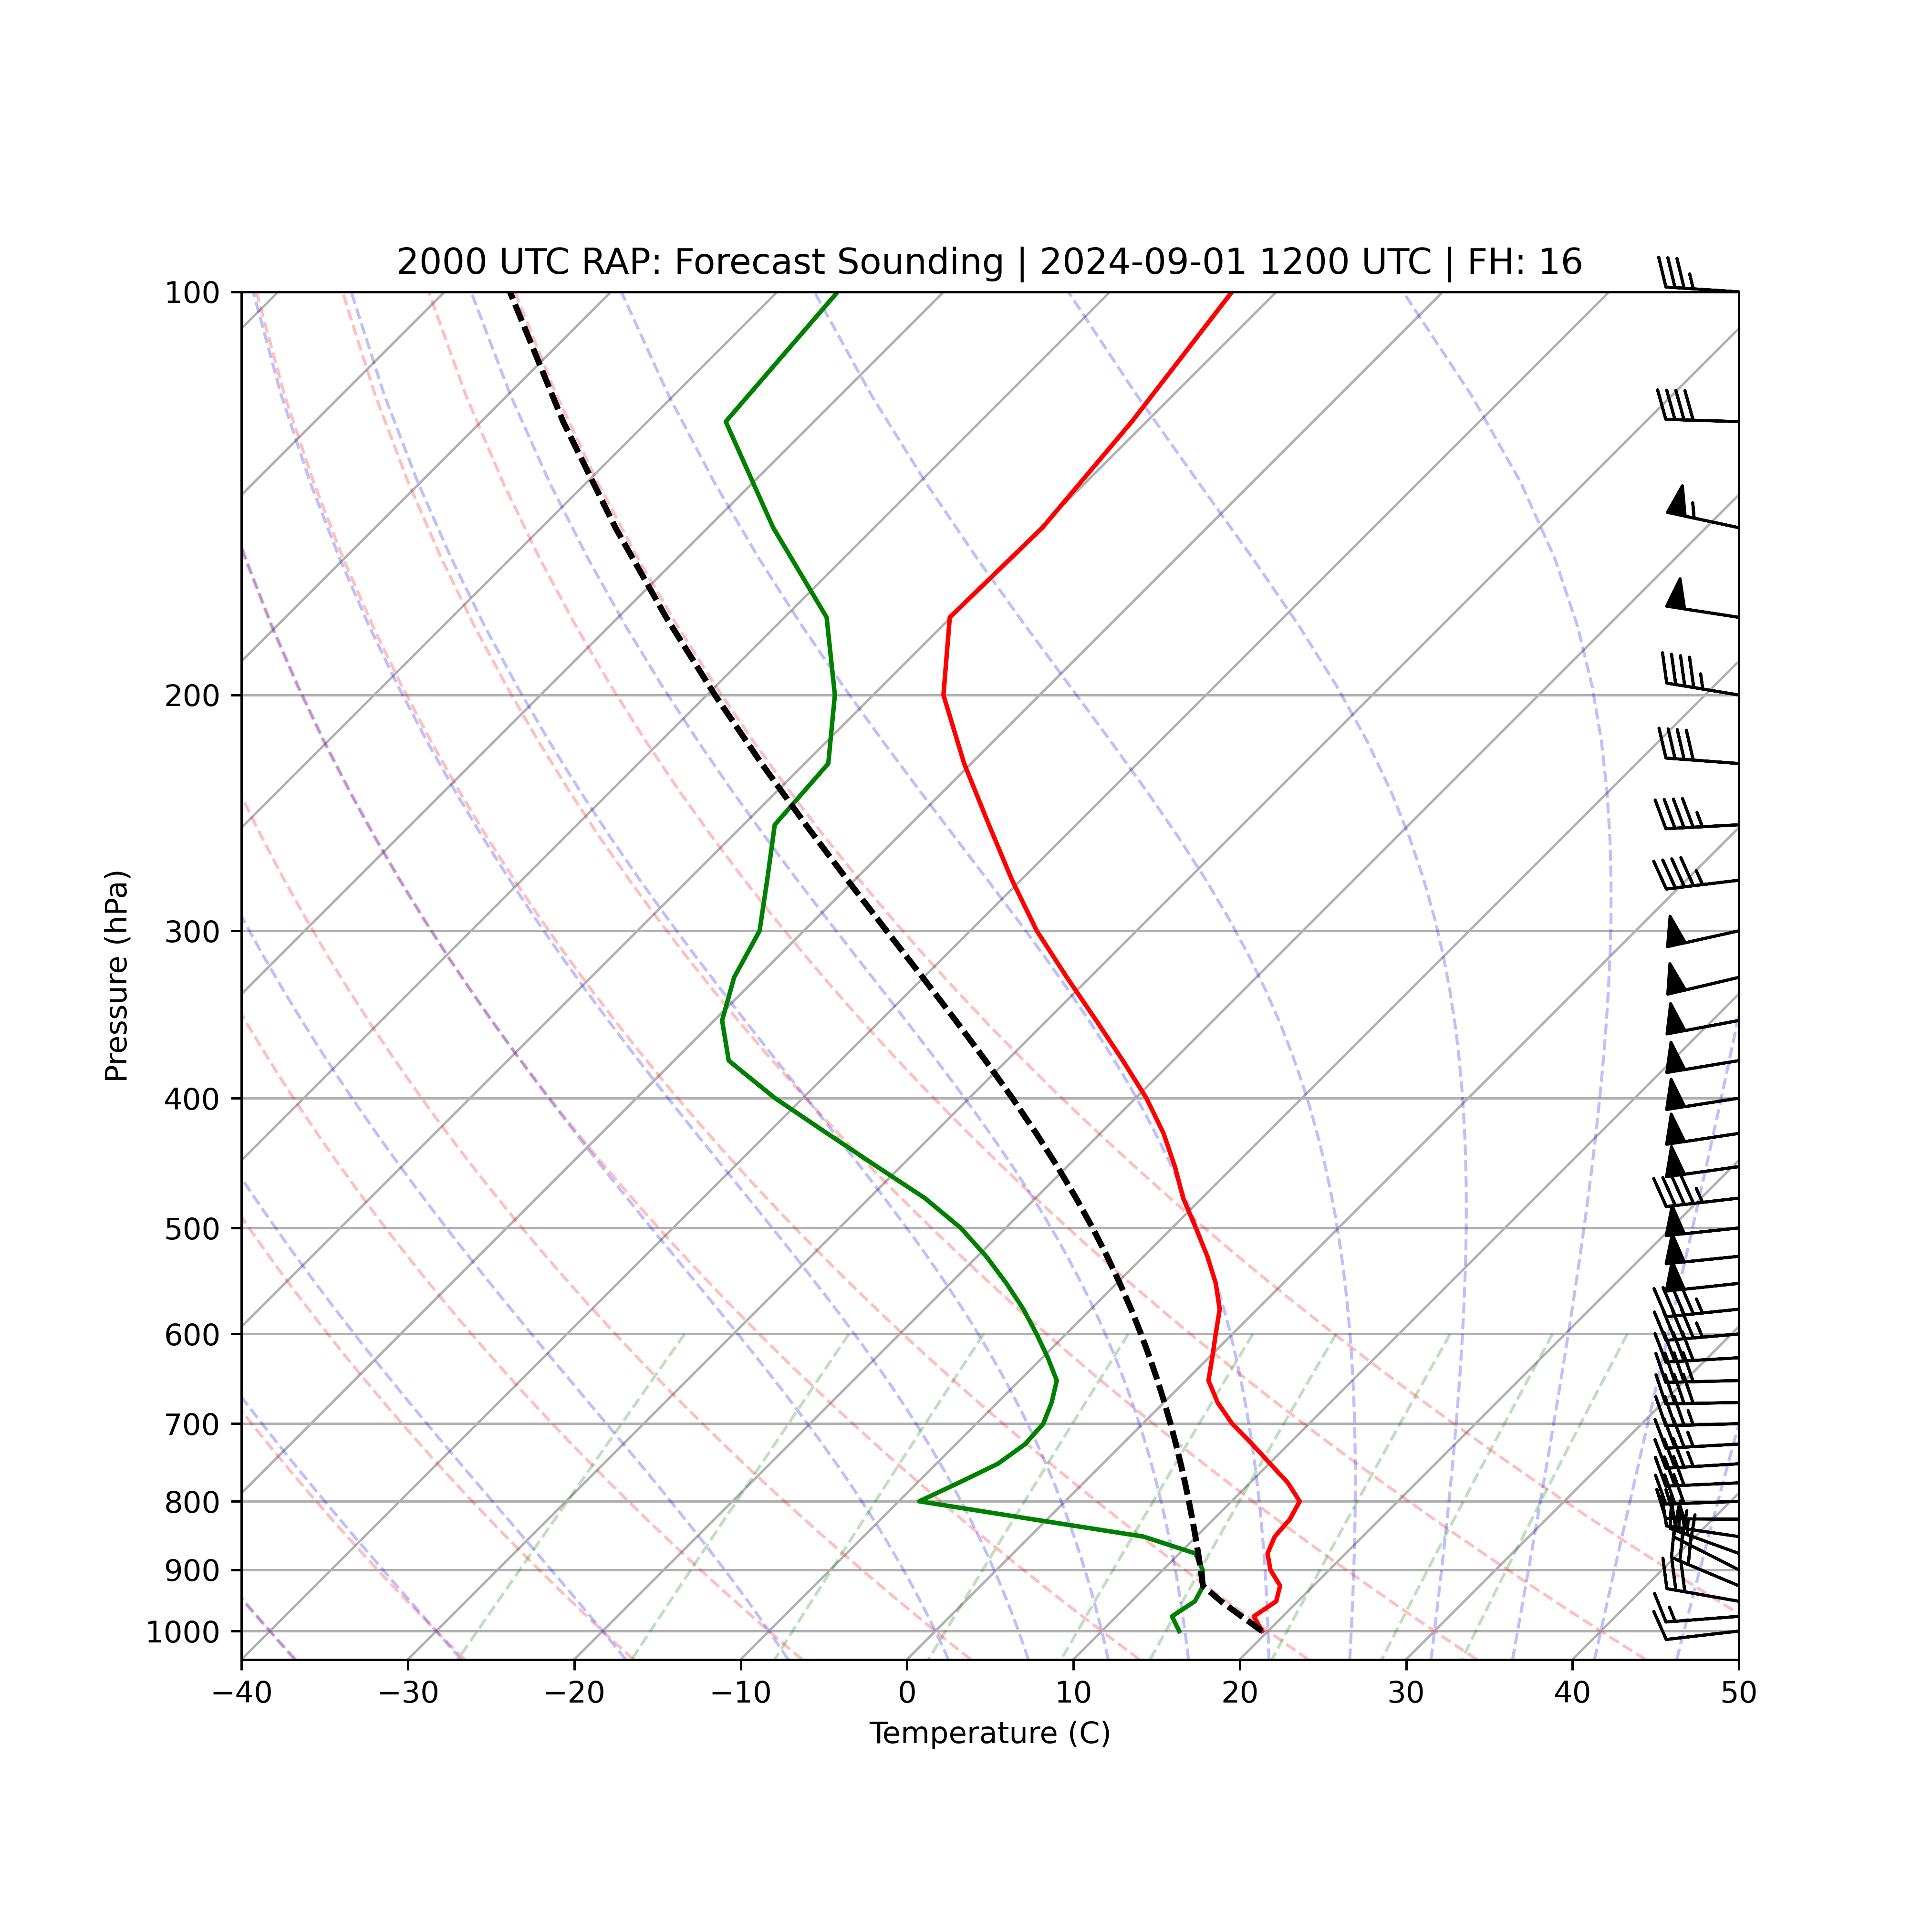 2000 UTC RAP: Forecast Sounding | 2024-09-01 1200 UTC | FH: 16
100
200
300
400
500
600
700
800
900
1000
Pressure (hPa)
−40 −30 −20 −10 0 10 20 30 40 50
Temperature (C)